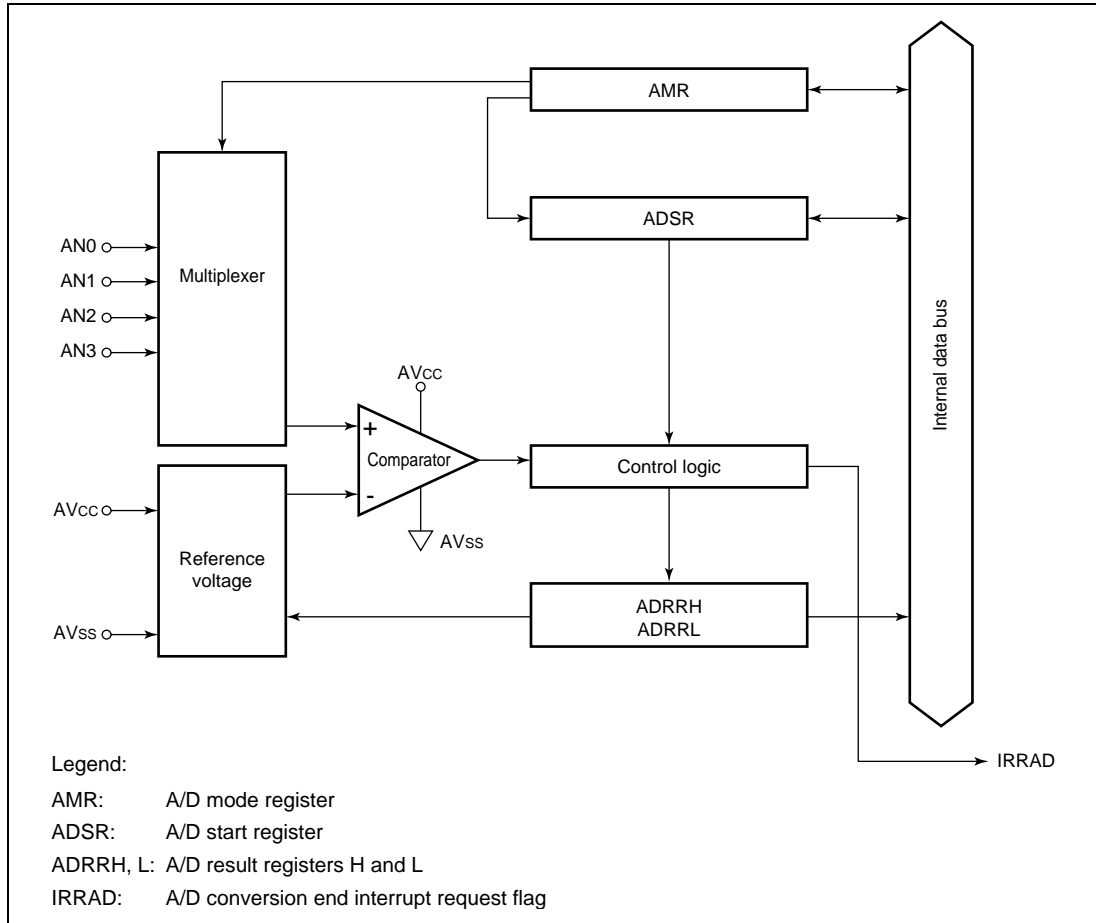 AMR
ADSR
AN0
AN1
AN2
AN3
Multiplexer
Internal data bus
AVCC
+
Comparator
-
AVSS
Control logic
AVCC
Reference
voltage
AVSS
ADRRH
ADRRL
IRRAD
Legend:
AMR: A/D mode register
ADSR: A/D start register
ADRRH, L: A/D result registers H and L
IRRAD: A/D conversion end interrupt request flag